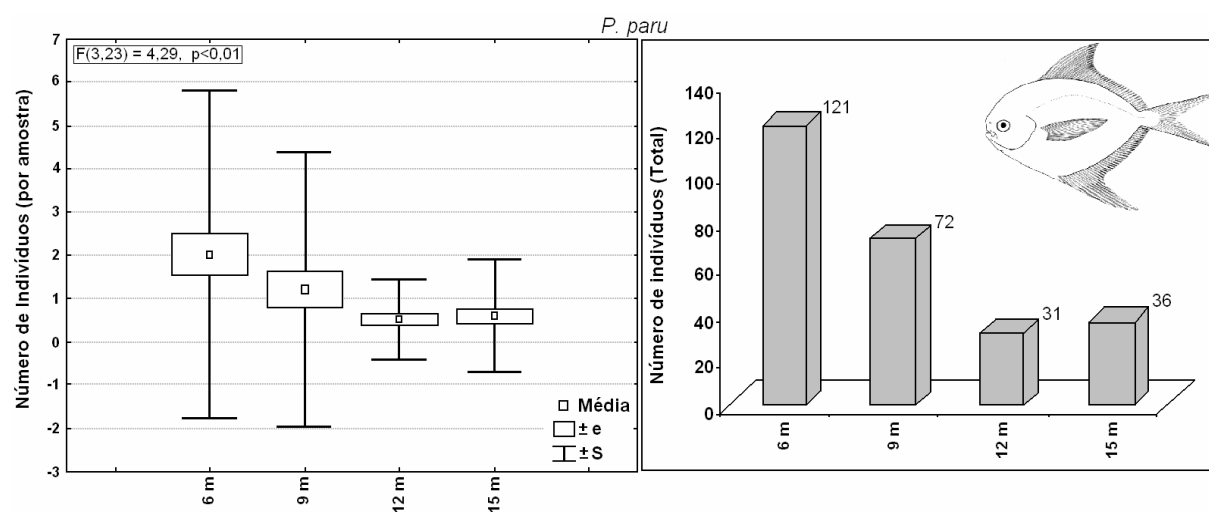 P. paru
F(3,23) = 4,29, p<0,01
Número de Indivíduos (por amostra)
7
6
5
4
3
2
1
0
-1
-2
-3
6 m
9 m
12 m
15 m
Média
± e
± S
Número de indivíduos (Total)
140
120
100
80
60
40
20
0
121
72
31
36
6 m
9 m
12 m
15 m